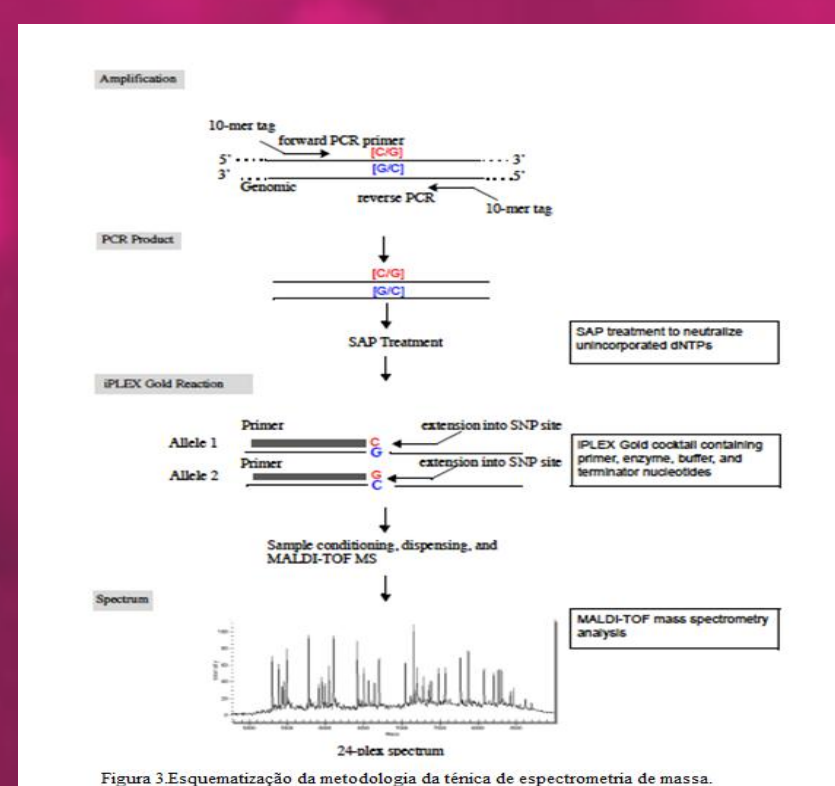 Amplification
10-mer tag
forward PCR primer
[C/G]
5' 3'
[G/C]
3' 5'
Genomic
reverse PCR
10-mer tag
PCR Product
[C/G]
[G/C]
SAP Treatment
SAP treatment to neutralize
unincorporated dNTPs
iPLEX Gold Reaction
Primer extension into SNP site
Allele 1 C
G
Primer extension into SNP site
Allele 2 G
C
iPLEX Gold cocktail containing
primer, enzyme, buffer, and
terminator nucleotides
Sample conditioning, dispensing, and
MALDI-TOF MS
Spectrum
MALDI-TOF mass spectrometry
analysis
24-plex spectrum
Figura 3.Esquematização da metodologia da ténica de espectrometria de massa.